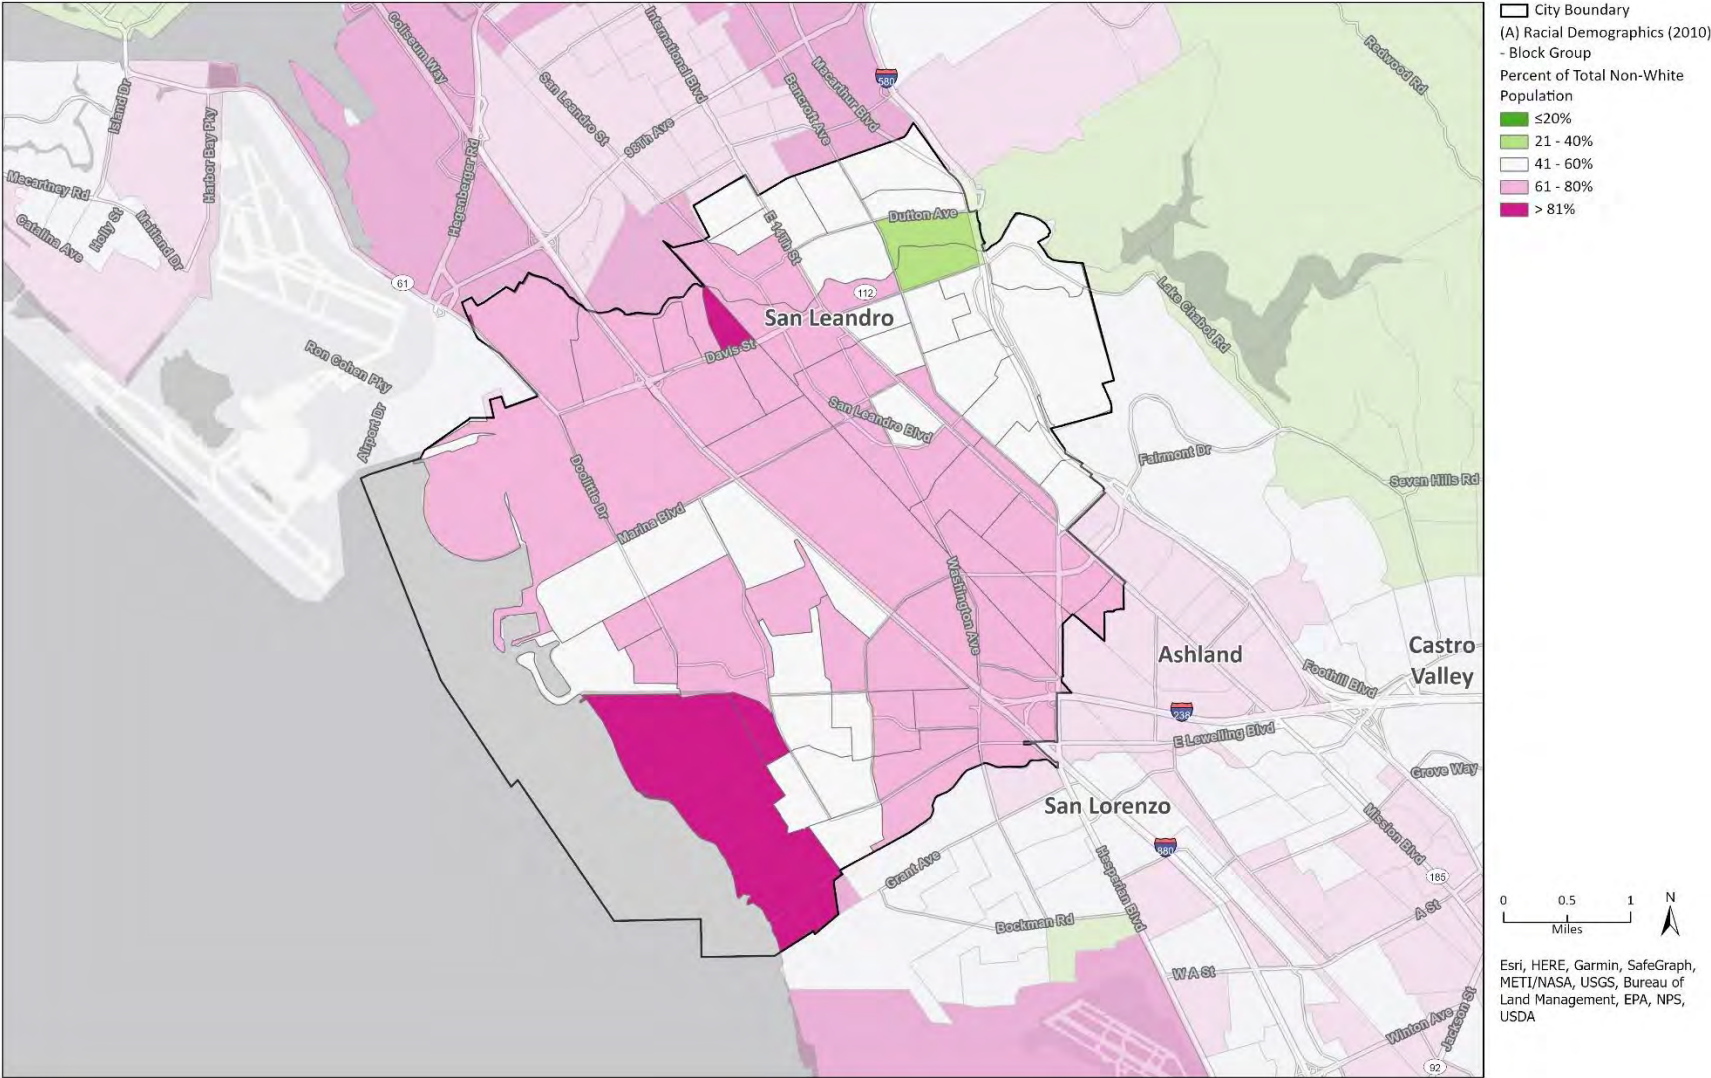 City Boundary
(A) Racial Demographics (2010)
- Block Group
Percent of Total Non-White
Population
≤20%
21 - 40%
41 - 60%
61 - 80%
> 81%
Coliseum Way
International Blvd
Macarthur Blvd
Bancroft Ave
580
Redwood Rd
Island Dr
Harbor Bay Pky
San Leandro St
98Th Ave
Hegenberger Rd
Mecartney Rd
Holly St
Maitland Dr
Catalina Ave
E 14Th St
Dutton Ave
61
112
San Leandro
Lake Chabot Rd
Ron Cohen Pky
Davis St
Airport Dr
San Leandro Blvd
Fairmont Dr
Seven Hills Rd
Doolittle Dr
Marina Blvd
Washington Ave
Ashland
Castro
Valley
Foothill Blvd
238
E Lewelling Blvd
Grove Way
San Lorenzo
Mission Blvd
880
Grant Ave
Hesperian Blvd
185
A St
Bockman Rd
W A St
Winton Ave
Jackson St
92
0 0.5 1
Miles
N
Esri, HERE, Garmin, SafeGraph,
METI/NASA, USGS, Bureau of
Land Management, EPA, NPS,
USDA